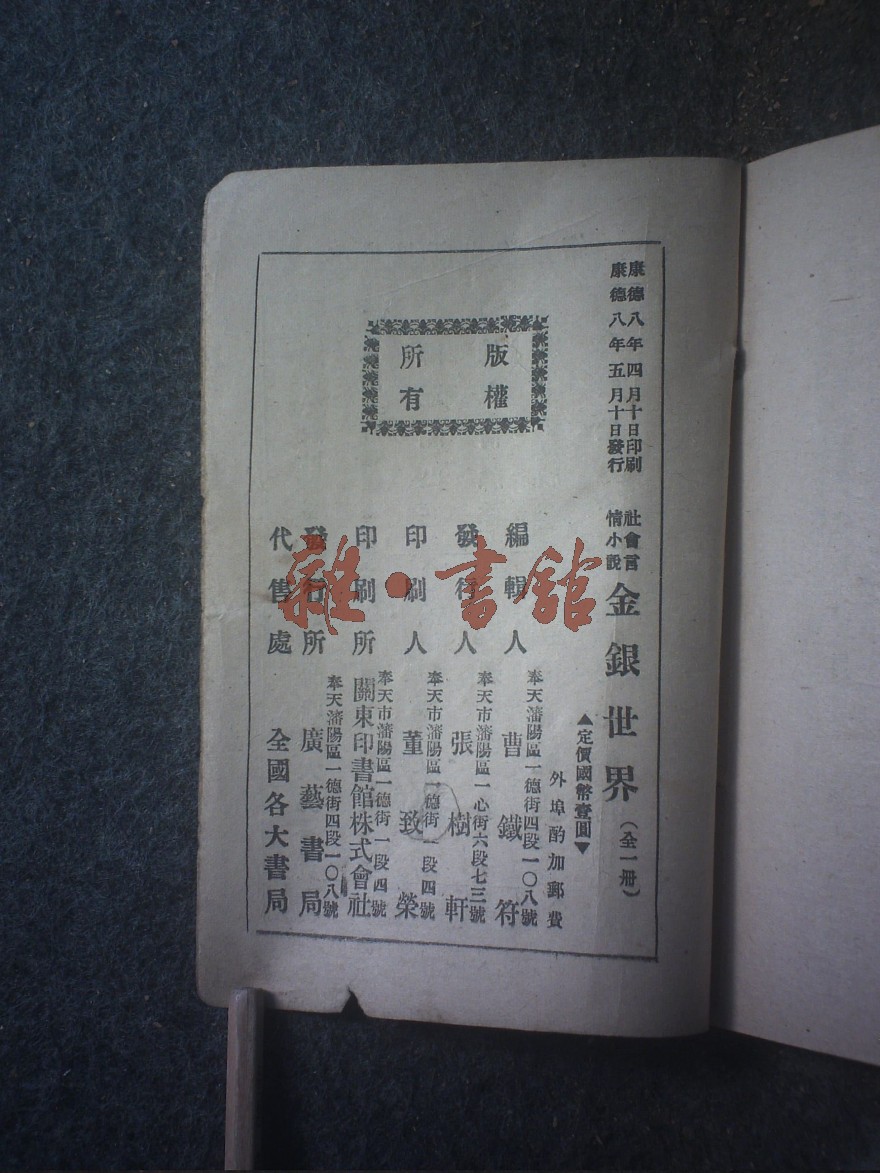 康德八年四月十日印刷
康德八年五月十日發行
社會言情小說 金銀世界（全一冊）
▲定價國幣壹圓▼
外埠酌加郵費
奉天瀋陽區一德街四段一〇八號
編輯人 曹鐵符
奉天市瀋陽區一心街六段七三號
發行人 張樹軒
奉天市瀋陽區一德街一段四號
印刷人 董致榮
奉天市瀋陽區一德街一段四號
印刷所 關東印書館株式會社
奉天瀋陽區一德街四段一〇八號
發行所 廣藝書局
代售處 全國各大書局
版權
所有
雜·書館